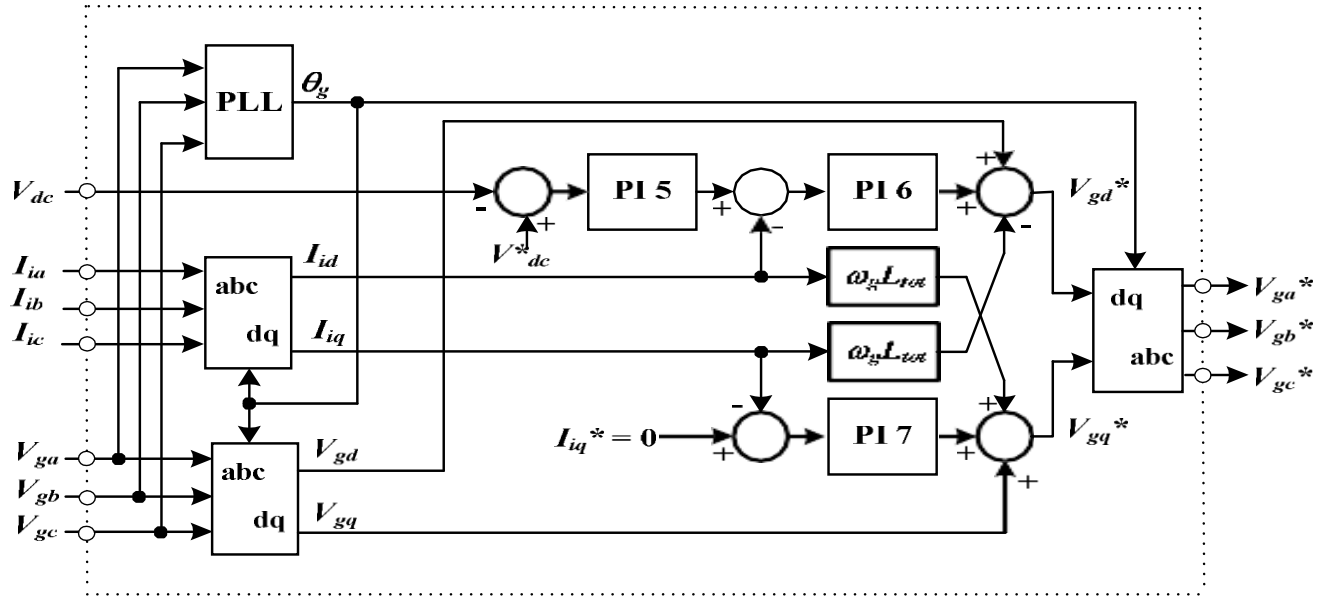 θg
PLL
Vdc
PI 5
PI 6
+
+
-
Vgd*
-
+
+
-
V*dc
Iia
Iib
Iic
abc
dq
Iid
Iiq
ωgLtot
ωgLtot
dq
abc
Vga*
Vgb*
Vgc*
-
Iiq* = 0
+
PI 7
+
+
+
Vgq*
Vga
Vgb
Vgc
abc
dq
Vgd
Vgq